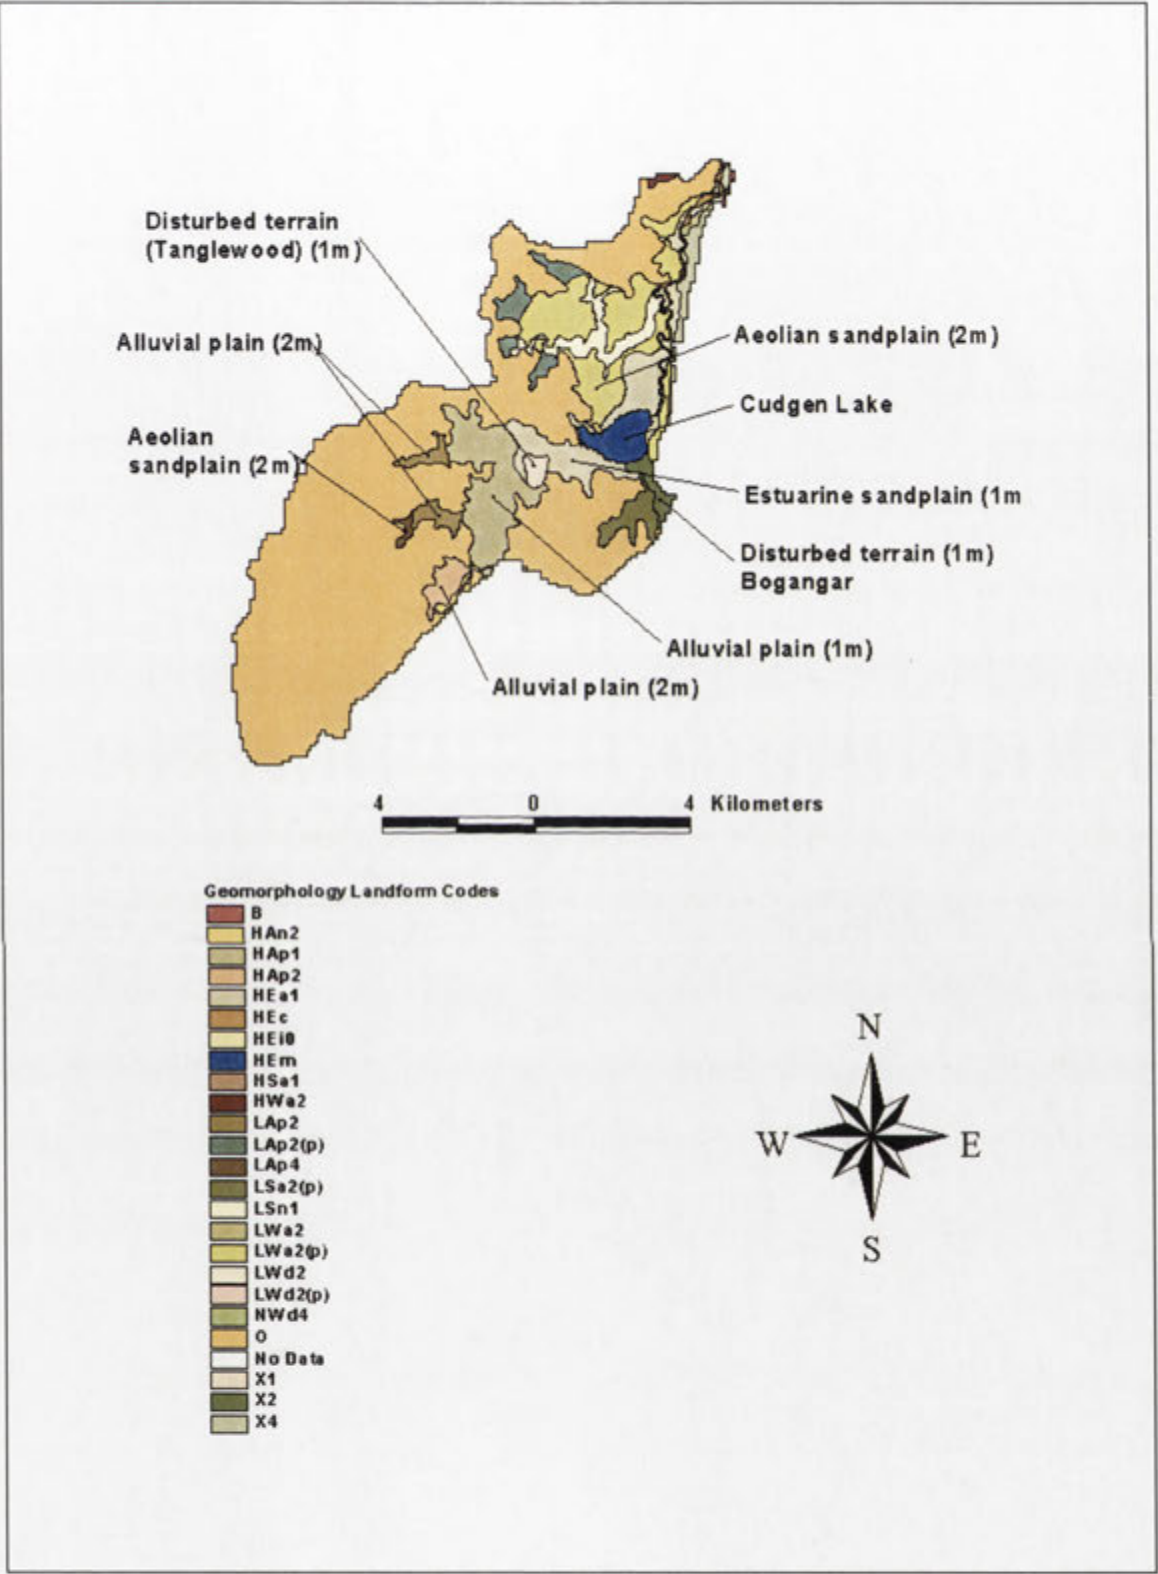 Disturbed terrain
(Tanglewood) (1m)
Alluvial plain (2m)
Aeolian
sandplain (2m)
Aeolian sandplain (2m)
Cudgen Lake
Estuarine sandplain (1m
Disturbed terrain (1m)
Bogangar
Alluvial plain (1m)
Alluvial plain (2m)
4 0 4 Kilometers
Geomorphology Landform Codes
B
HAn2
HAp1
HAp2
HEa1
HEc
HEi0
HEm
HSa1
HWa2
LAp2
LAp2(p)
LAp4
LSa2(p)
LSn1
LWa2
LWa2(p)
LWd2
LWd2(p)
NWd4
O
No Data
X1
X2
X4
N
W E
S